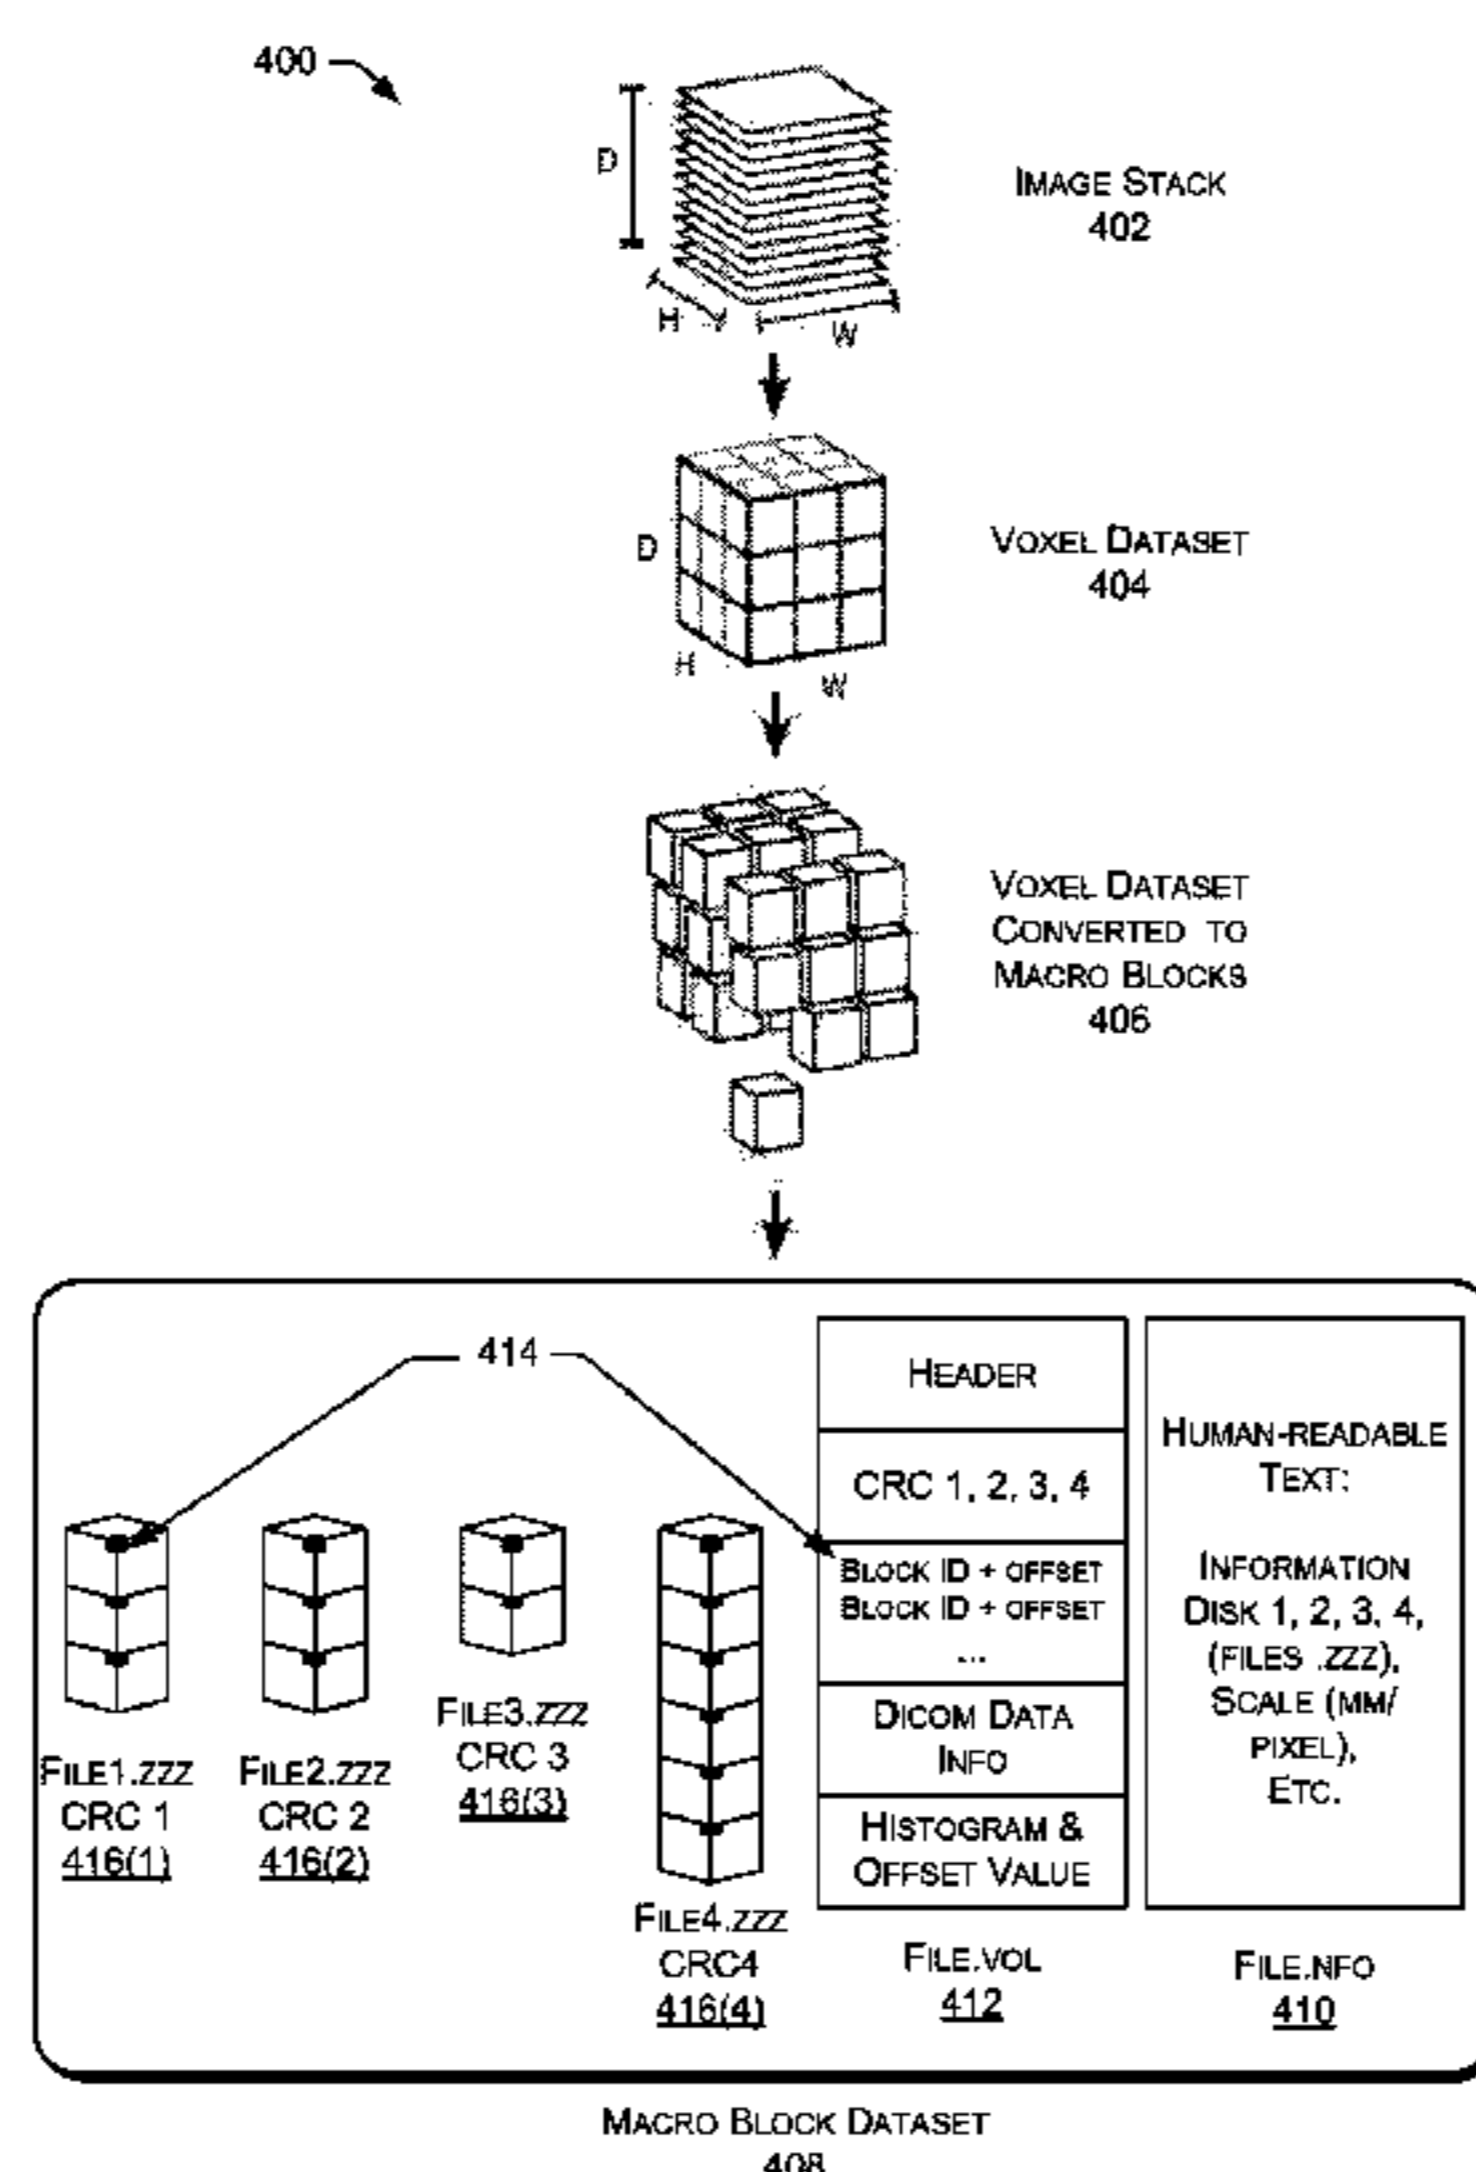 400
D
H
W
IMAGE STACK
402
D
H
W
VOXEL DATASET
404
VOXEL DATASET
CONVERTED TO
MACRO BLOCKS
406
414
FILE1.ZZZ
CRC 1
416(1)
FILE2.ZZZ
CRC 2
416(2)
FILE3.ZZZ
CRC 3
416(3)
FILE4.ZZZ
CRC4
416(4)
HEADER
CRC 1, 2, 3, 4
BLOCK ID + OFFSET
BLOCK ID + OFFSET
...
DICOM DATA
INFO
HISTOGRAM &
OFFSET VALUE
FILE.VOL
412
HUMAN-READABLE
TEXT:
INFORMATION
DISK 1, 2, 3, 4,
(FILES .ZZZ),
SCALE (MM/
PIXEL),
ETC.
FILE.NFO
410
MACRO BLOCK DATASET
408